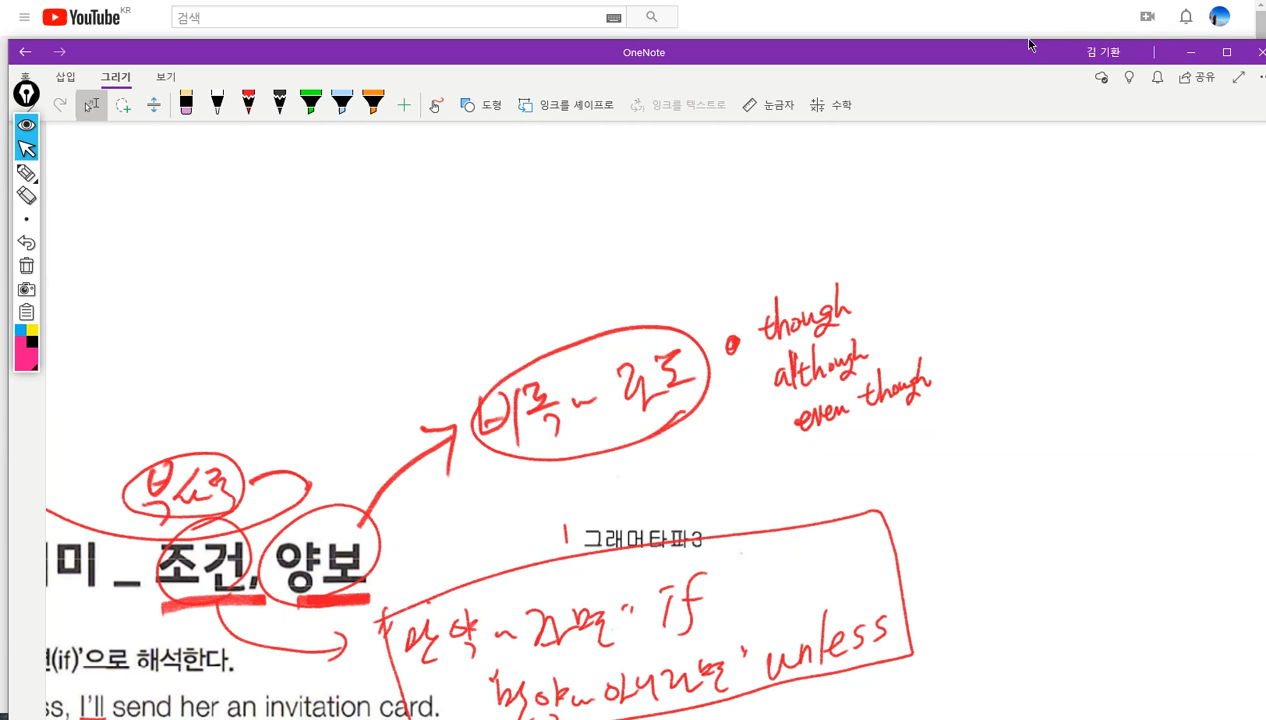 YouTube KR
검색
OneNote
김 기환
홈 삽입 그리기 보기
공유
도형 잉크를 셰이프로 잉크를 텍스트로 눈금자 수학
though
although
even though
비록~라도
부사절
미 _ 조건, 양보
그래머타파3
만약~라면" if
만약~아니라면" unless
면(if)'으로 해석한다.
ss, I'll send her an invitation card.